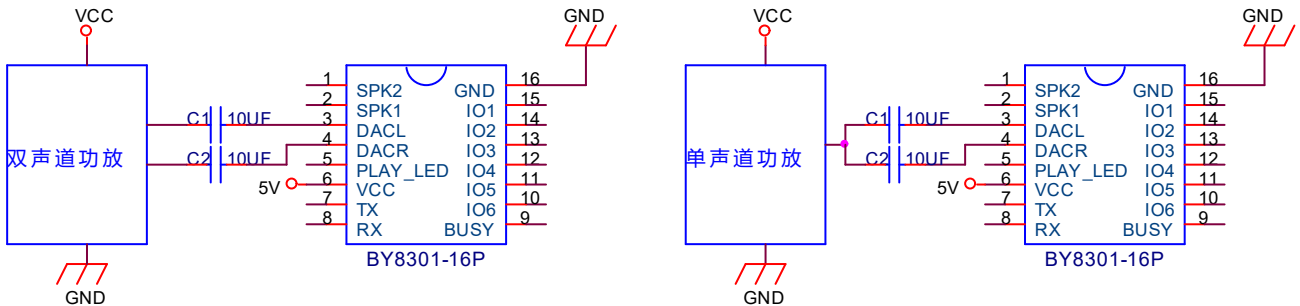 VCC
GND
双声道功放
C1 10UF
C2 10UF
5V
1 SPK2
2 SPK1
3 DACL
4 DACR
5 PLAY_LED
6 VCC
7 TX
8 RX
GND 16
IO1 15
IO2 14
IO3 13
IO4 12
IO5 11
IO6 10
BUSY 9
BY8301-16P
GND
VCC
GND
单声道功放
C1 10UF
C2 10UF
5V
1 SPK2
2 SPK1
3 DACL
4 DACR
5 PLAY_LED
6 VCC
7 TX
8 RX
GND 16
IO1 15
IO2 14
IO3 13
IO4 12
IO5 11
IO6 10
BUSY 9
BY8301-16P
GND